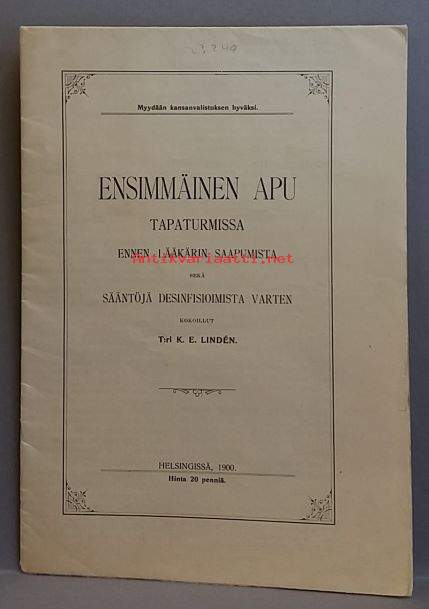 23240
Myydään kansanvalistuksen hyväksi.
ENSIMMÄINEN APU
TAPATURMISSA
ENNEN LÄÄKÄRIN SAAPUMISTA
Antikvariaatti.net
SEKÄ
SÄÄNTÖJÄ DESINFISIOIMISTA VARTEN
KOKOILLUT
T:ri K. E. LINDÉN.
HELSINGISSÄ, 1900.
Hinta 20 penniä.